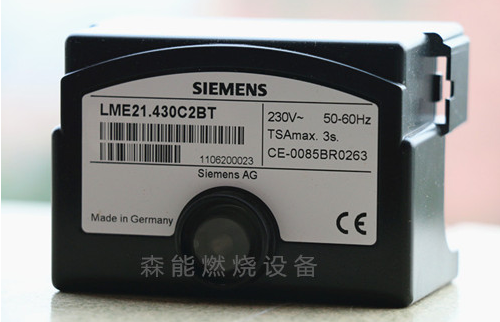 SIEMENS
LME21.430C2BT
230V~ 50-60Hz
TSAmax. 3s.
CE-0085BR0263
1106200023
Siemens AG
Made in Germany
CE
森能燃烧设备